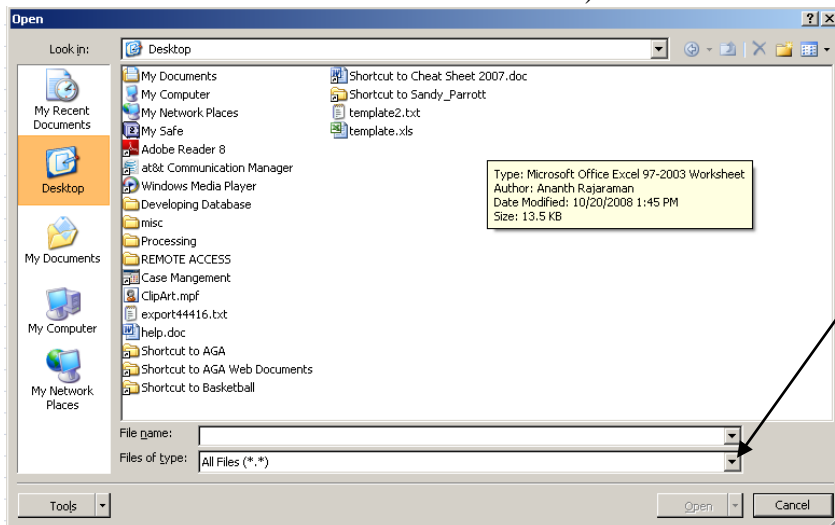 Open
Look in:
Desktop
My Recent Documents
Desktop
My Documents
My Computer
My Network Places
My Documents
My Computer
My Network Places
My Safe
Adobe Reader 8
at&t Communication Manager
Windows Media Player
Developing Database
misc
Processing
REMOTE ACCESS
Case Mangement
ClipArt.mpf
export44416.txt
help.doc
Shortcut to AGA
Shortcut to AGA Web Documents
Shortcut to Basketball
Shortcut to Cheat Sheet 2007.doc
Shortcut to Sandy_Parrott
template2.txt
template.xls
Type: Microsoft Office Excel 97-2003 Worksheet
Author: Ananth Rajaraman
Date Modified: 10/20/2008 1:45 PM
Size: 13.5 KB
File name:
Files of type:
All Files (*.*)
Tools
Open
Cancel